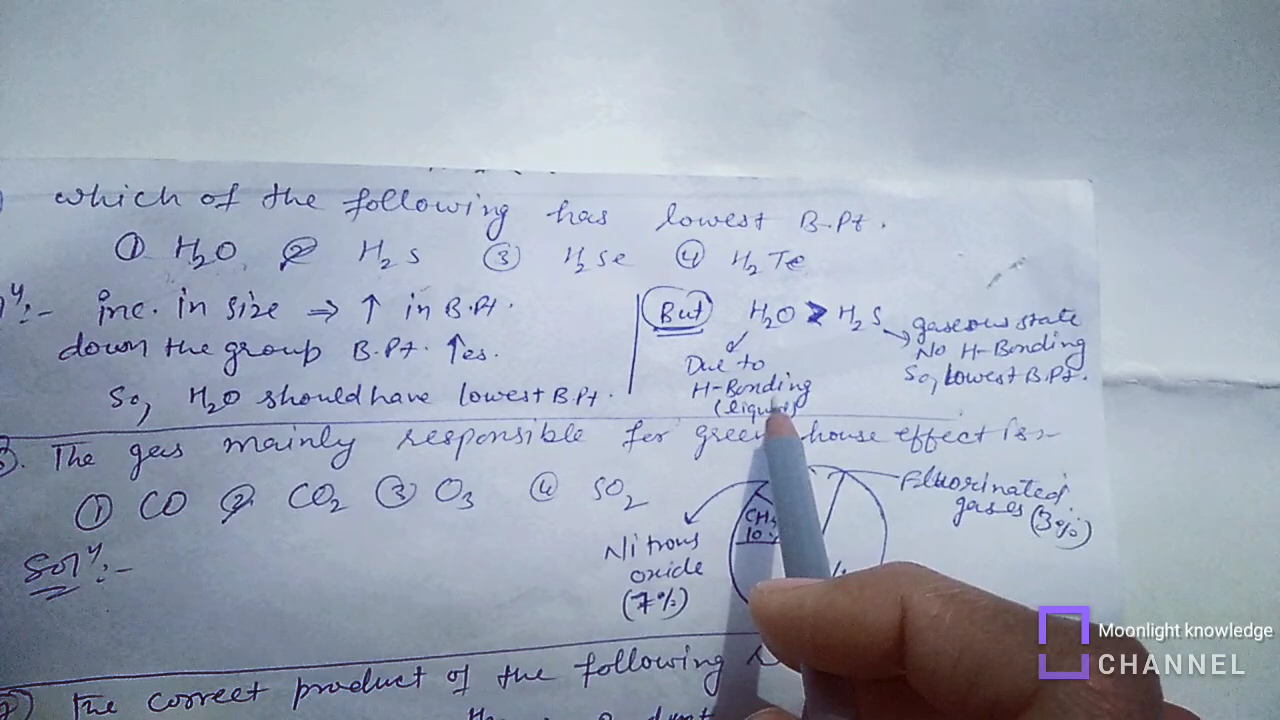 which of the following has lowest B.Pt.
① H₂O ② H₂S ③ H₂Se ④ H₂Te
inc. in size ⇒ ↑ in B.Pt.
down the group B.Pt. ↑es.
So, H₂O should have lowest B.Pt.
But H₂O > H₂S
Due to
H-Bonding
(liquid)
gaseous state
No H-Bonding
So, lowest B.Pt.
The gas mainly responsible for green house effect is:-
① CO ② CO₂ ③ O₃ ④ SO₂
Solⁿ:-
Nitrous
oxide
(7%)
CH₄
10%
Fluorinated
gases (3%)
The correct product of the following
Moonlight knowledge
CHANNEL